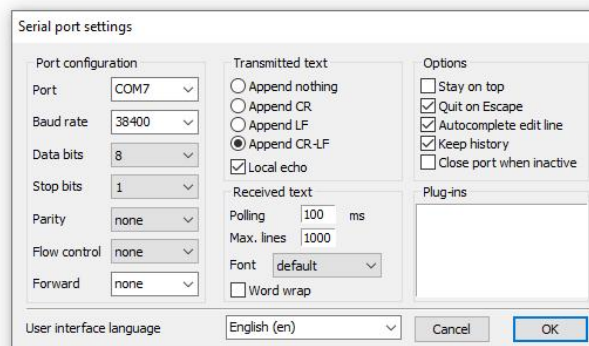 Serial port settings
Port configuration
Port COM7
Baud rate 38400
Data bits 8
Stop bits 1
Parity none
Flow control none
Forward none
Transmitted text
Append nothing
Append CR
Append LF
Append CR-LF
Local echo
Received text
Polling 100 ms
Max. lines 1000
Font default
Word wrap
Options
Stay on top
Quit on Escape
Autocomplete edit line
Keep history
Close port when inactive
Plug-ins
User interface language English (en) Cancel OK